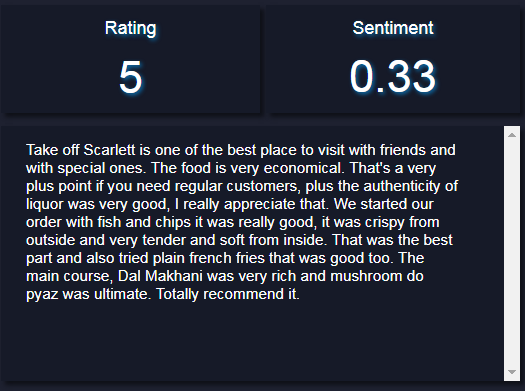 Rating
Sentiment
5
0.33
Take off Scarlett is one of the best place to visit with friends and
with special ones. The food is very economical. That's a very
plus point if you need regular customers, plus the authenticity of
liquor was very good, I really appreciate that. We started our
order with fish and chips it was really good, it was crispy from
outside and very tender and soft from inside. That was the best
part and also tried plain french fries that was good too. The
main course, Dal Makhani was very rich and mushroom do
pyaz was ultimate. Totally recommend it.